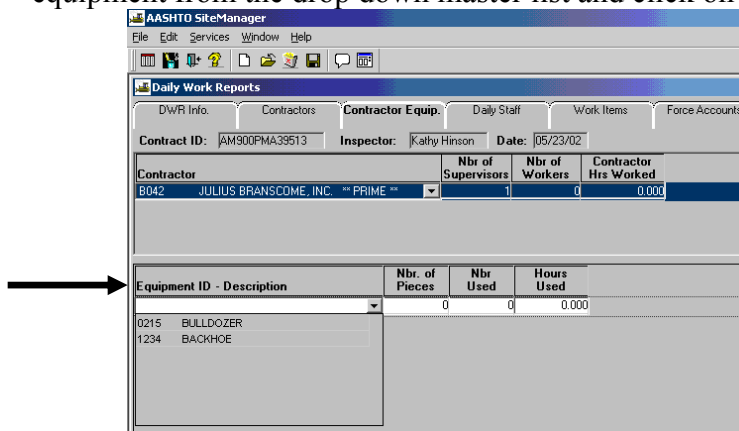 equipment from the drop down master list and click on
AASHTO SiteManager
File Edit Services Window Help
Daily Work Reports
DWR Info. Contractors Contractor Equip. Daily Staff Work Items Force Accounts
Contract ID: AM900PMA39513 Inspector: Kathy Hinson Date: 05/23/02
Contractor Nbr of Supervisors Nbr of Workers Contractor Hrs Worked
B042 JULIUS BRANSCOME, INC. ** PRIME ** 1 0 0.000
Equipment ID - Description Nbr. of Pieces Nbr Used Hours Used
0 0 0.000
0215 BULLDOZER
1234 BACKHOE